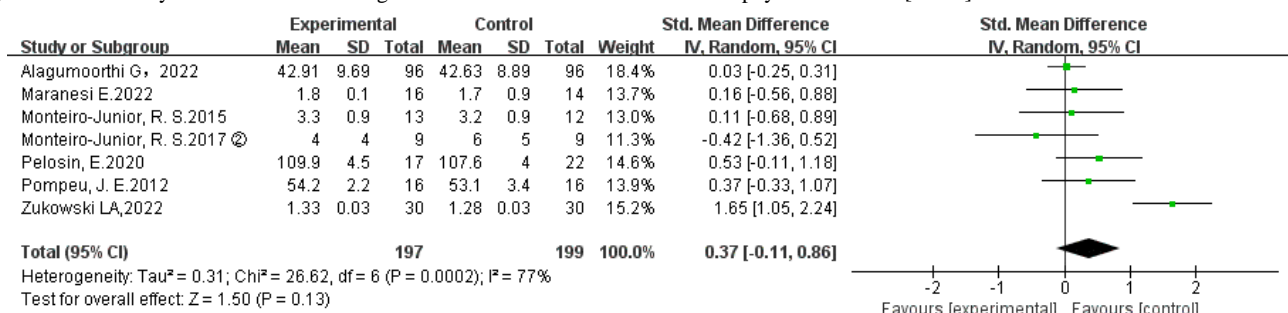 Experimental Control Std. Mean Difference Std. Mean Difference
Study or Subgroup Mean SD Total Mean SD Total Weight IV, Random, 95% CI IV, Random, 95% CI
Alagumoorthi G，2022 42.91 9.69 96 42.63 8.89 96 18.4% 0.03 [-0.25, 0.31]
Maranesi E.2022 1.8 0.1 16 1.7 0.9 14 13.7% 0.16 [-0.56, 0.88]
Monteiro-Junior, R. S.2015 3.3 0.9 13 3.2 0.9 12 13.0% 0.11 [-0.68, 0.89]
Monteiro-Junior, R. S.2017 ② 4 4 9 6 5 9 11.3% -0.42 [-1.36, 0.52]
Pelosin, E.2020 109.9 4.5 17 107.6 4 22 14.6% 0.53 [-0.11, 1.18]
Pompeu, J. E.2012 54.2 2.2 16 53.1 3.4 16 13.9% 0.37 [-0.33, 1.07]
Zukowski LA,2022 1.33 0.03 30 1.28 0.03 30 15.2% 1.65 [1.05, 2.24]
Total (95% CI) 197 199 100.0% 0.37 [-0.11, 0.86]
Heterogeneity: Tau² = 0.31; Chi² = 26.62, df = 6 (P = 0.0002); I² = 77%
Test for overall effect: Z = 1.50 (P = 0.13)
-2 -1 0 1 2
Favours [experimental] Favours [control]